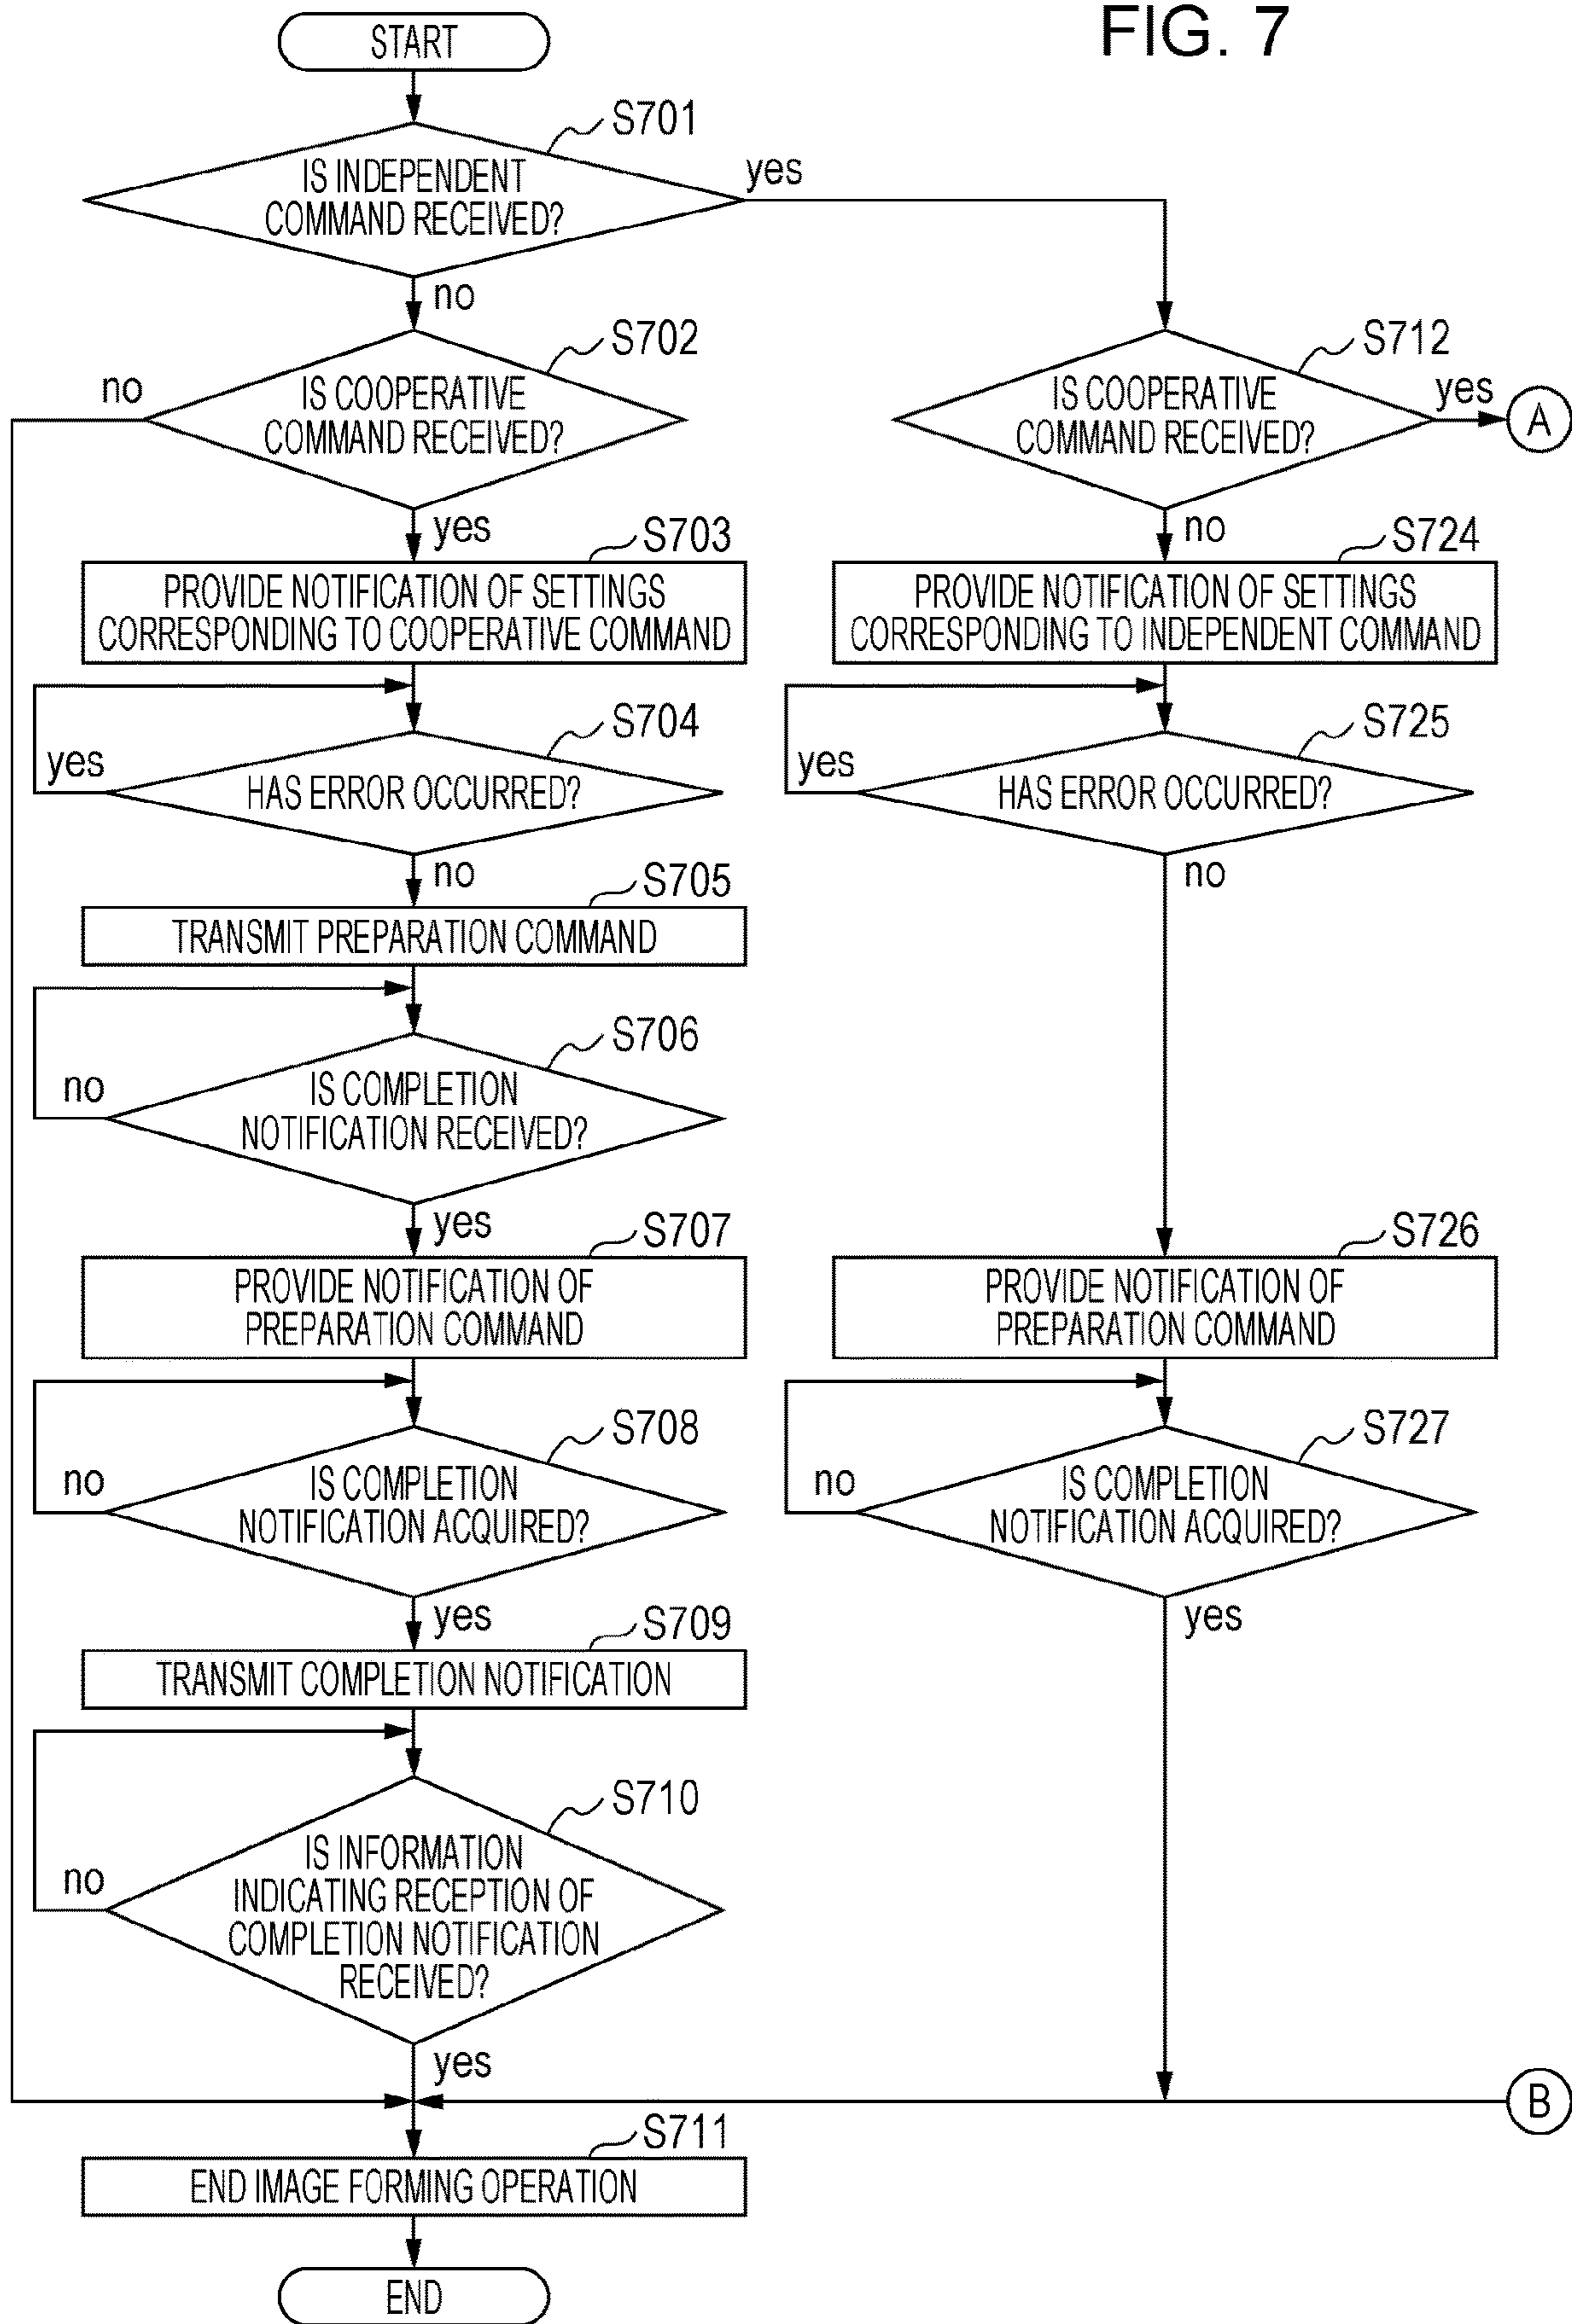 FIG. 7
START
S701
IS INDEPENDENT
COMMAND RECEIVED?
yes
no
S702
IS COOPERATIVE
COMMAND RECEIVED?
no
yes
S712
IS COOPERATIVE
COMMAND RECEIVED?
yes
A
no
S703
PROVIDE NOTIFICATION OF SETTINGS
CORRESPONDING TO COOPERATIVE COMMAND
S724
PROVIDE NOTIFICATION OF SETTINGS
CORRESPONDING TO INDEPENDENT COMMAND
S704
HAS ERROR OCCURRED?
yes
no
S725
HAS ERROR OCCURRED?
yes
no
S705
TRANSMIT PREPARATION COMMAND
S706
IS COMPLETION
NOTIFICATION RECEIVED?
no
yes
S707
PROVIDE NOTIFICATION OF
PREPARATION COMMAND
S726
PROVIDE NOTIFICATION OF
PREPARATION COMMAND
S708
IS COMPLETION
NOTIFICATION ACQUIRED?
no
yes
S727
IS COMPLETION
NOTIFICATION ACQUIRED?
no
yes
S709
TRANSMIT COMPLETION NOTIFICATION
S710
IS INFORMATION
INDICATING RECEPTION OF
COMPLETION NOTIFICATION
RECEIVED?
no
yes
B
S711
END IMAGE FORMING OPERATION
END